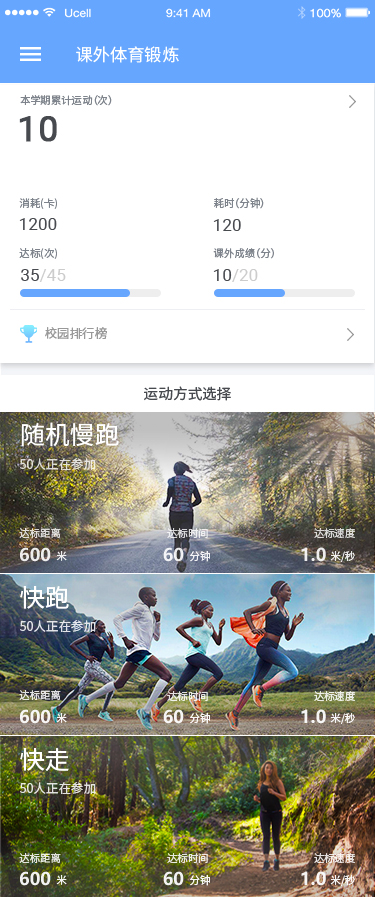 Ucell 9:41 AM 100%
课外体育锻炼
本学期累计运动(次)
10
消耗(卡) 耗时(分钟)
1200 120
达标(次) 课外成绩(分)
35/45 10/20
校园排行榜
运动方式选择
随机慢跑
50人正在参加
达标距离 达标时间 达标速度
600 米 60 分钟 1.0 米/秒
快跑
50人正在参加
达标距离 达标时间 达标速度
600 米 60 分钟 1.0 米/秒
快走
50人正在参加
达标距离 达标时间 达标速度
600 米 60 分钟 1.0 米/秒